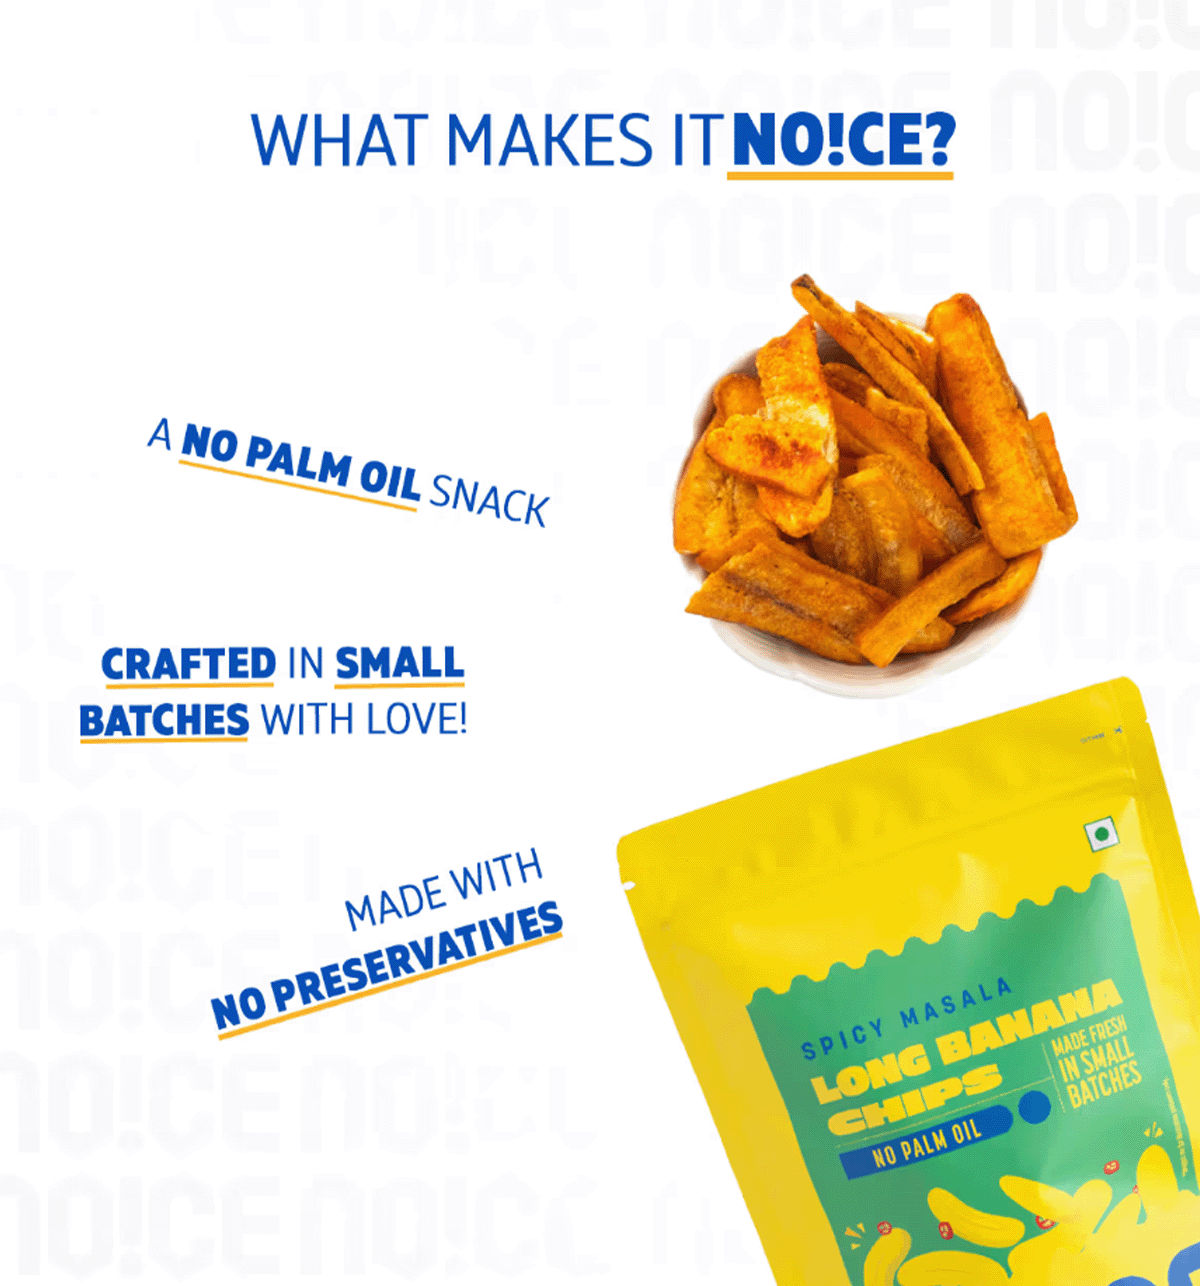 WHAT MAKES IT NO!CE?
A NO PALM OIL SNACK
CRAFTED IN SMALL
BATCHES WITH LOVE!
MADE WITH
NO PRESERVATIVES
SPICY MASALA
LONG BANANA
CHIPS
MADE FRESH
IN SMALL
BATCHES
NO PALM OIL